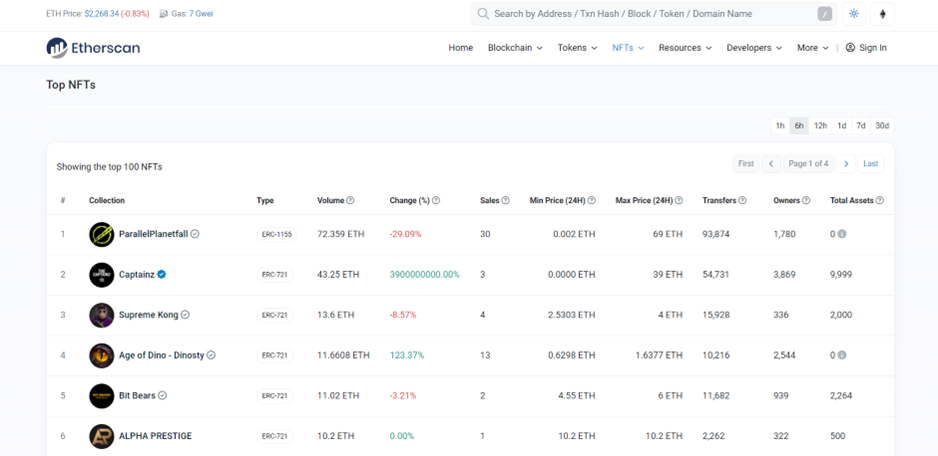 ETH Price: $2,268.34 (-0.83%) Gas: 7 Gwei
Search by Address / Txn Hash / Block / Token / Domain Name /
Etherscan
Home Blockchain Tokens NFTs Resources Developers More | Sign In
Top NFTs
1h 6h 12h 1d 7d 30d
Showing the top 100 NFTs
First Page 1 of 4 Last
# Collection Type Volume Change (%) Sales Min Price (24H) Max Price (24H) Transfers Owners Total Assets
1 ParallelPlanetfall ERC-1155 72.359 ETH -29.09% 30 0.002 ETH 69 ETH 93,874 1,780 0
2 Captainz ERC-721 43.25 ETH 3900000000.00% 3 0.0000 ETH 39 ETH 54,731 3,869 9,999
3 Supreme Kong ERC-721 13.6 ETH -8.57% 4 2.5303 ETH 4 ETH 15,928 336 2,000
4 Age of Dino - Dinosty ERC-721 11.6608 ETH 123.37% 13 0.6298 ETH 1.6377 ETH 10,216 2,544 0
5 Bit Bears ERC-721 11.02 ETH -3.21% 2 4.55 ETH 6 ETH 11,682 939 2,264
6 ALPHA PRESTIGE ERC-721 10.2 ETH 0.00% 1 10.2 ETH 10.2 ETH 2,262 322 500